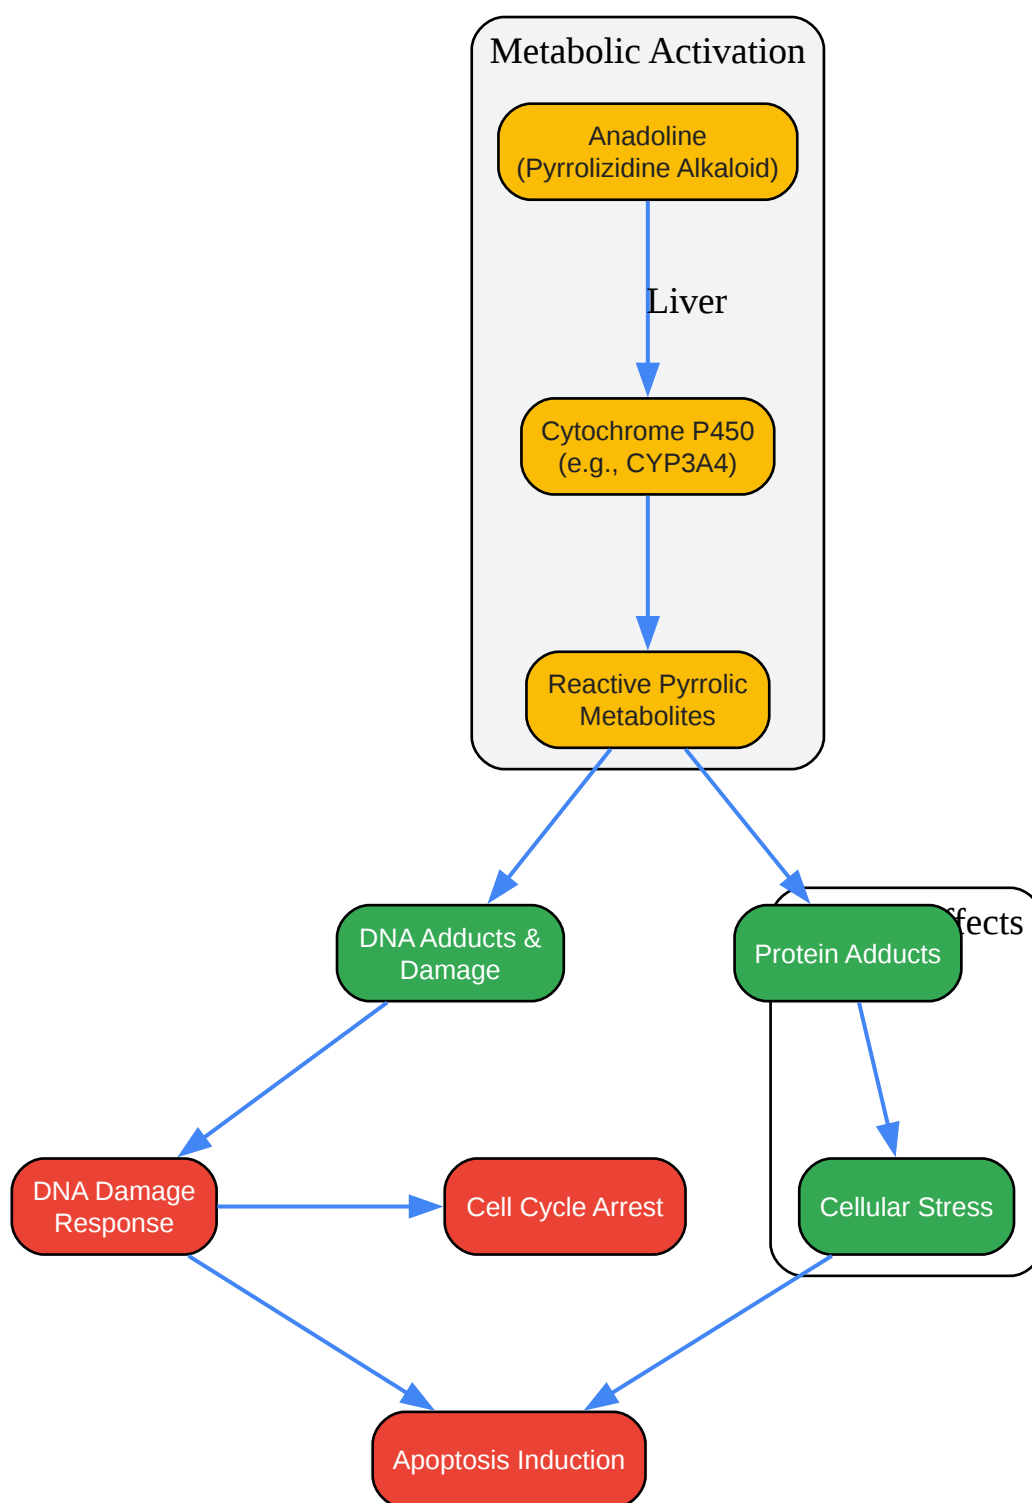 Metabolic Activation
Anadoline
(Pyrrolizidine Alkaloid)
Liver
Cytochrome P450
(e.g., CYP3A4)
Reactive Pyrrolic
Metabolites
DNA Adducts &
Damage
Protein Adducts
DNA Damage
Response
Cell Cycle Arrest
Cellular Stress
Apoptosis Induction